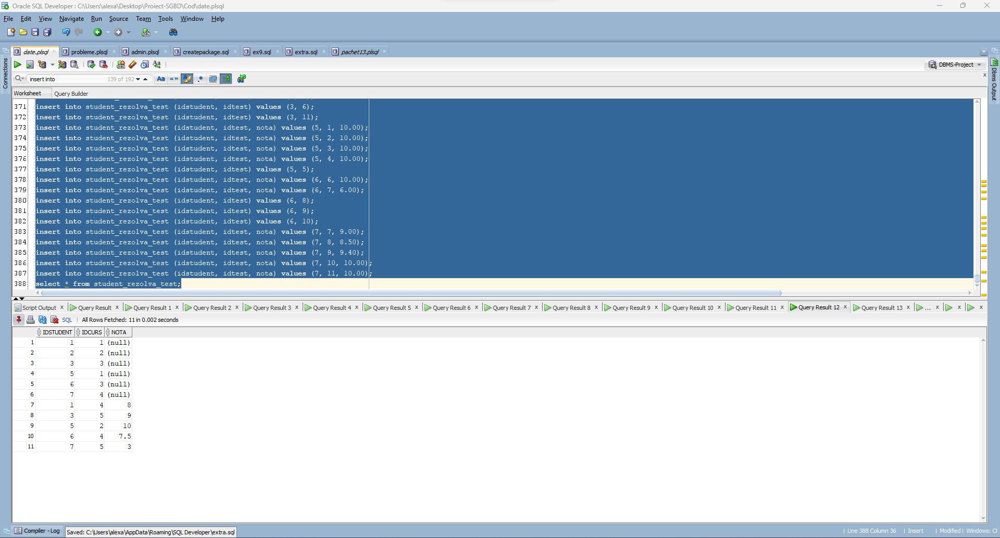 Oracle SQL Developer : C:\Users\alexa\Desktop\Proiect-SGBD\Cod\date.plsql
File Edit View Navigate Run Source Team Tools Window Help
date.plsql probleme.plsql admin.plsql createpackage.sql ex9.sql extra.sql pachet13.plsql
DBMS-Project
Connections
Dbms Output
insert into 139 of 192
Worksheet Query Builder
371 insert into student_rezolva_test (idstudent, idtest) values (3, 6);
372 insert into student_rezolva_test (idstudent, idtest) values (3, 11);
373 insert into student_rezolva_test (idstudent, idtest, nota) values (5, 1, 10.00);
374 insert into student_rezolva_test (idstudent, idtest, nota) values (5, 2, 10.00);
375 insert into student_rezolva_test (idstudent, idtest, nota) values (5, 3, 10.00);
376 insert into student_rezolva_test (idstudent, idtest, nota) values (5, 4, 10.00);
377 insert into student_rezolva_test (idstudent, idtest) values (5, 5);
378 insert into student_rezolva_test (idstudent, idtest, nota) values (6, 6, 10.00);
379 insert into student_rezolva_test (idstudent, idtest, nota) values (6, 7, 6.00);
380 insert into student_rezolva_test (idstudent, idtest) values (6, 8);
381 insert into student_rezolva_test (idstudent, idtest) values (6, 9);
382 insert into student_rezolva_test (idstudent, idtest) values (6, 10);
383 insert into student_rezolva_test (idstudent, idtest, nota) values (7, 7, 9.00);
384 insert into student_rezolva_test (idstudent, idtest, nota) values (7, 8, 8.50);
385 insert into student_rezolva_test (idstudent, idtest, nota) values (7, 9, 9.40);
386 insert into student_rezolva_test (idstudent, idtest, nota) values (7, 10, 10.00);
387 insert into student_rezolva_test (idstudent, idtest, nota) values (7, 11, 10.00);
388 select * from student_rezolva_test;
Script Output Query Result Query Result 1 Query Result 2 Query Result 3 Query Result 4 Query Result 5 Query Result 6 Query Result 7 Query Result 8 Query Result 9 Query Result 10 Query Result 11 Query Result 12 Query Result 13 ...
SQL All Rows Fetched: 11 in 0.002 seconds
IDSTUDENT IDCURS NOTA
1 1 1 (null)
2 2 2 (null)
3 3 3 (null)
4 5 1 (null)
5 6 3 (null)
6 7 4 (null)
7 1 4 8
8 3 5 9
9 5 2 10
10 6 4 7.5
11 7 5 3
Compiler - Log
Saved: C:\Users\alexa\AppData\Roaming\SQL Developer\extra.sql
Line 388 Column 36 Insert Modified Windows: